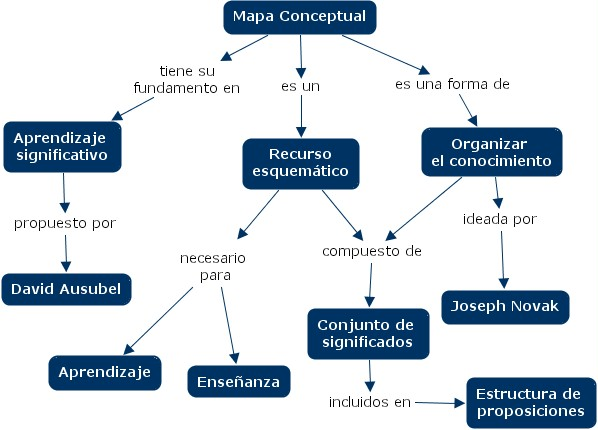 Mapa Conceptual
tiene su
fundamento en
es un
es una forma de
Aprendizaje
significativo
Recurso
esquemático
Organizar
el conocimiento
propuesto por
necesario
para
compuesto de
ideada por
David Ausubel
Conjunto de
significados
Joseph Novak
Aprendizaje
Enseñanza
incluidos en
Estructura de
proposiciones